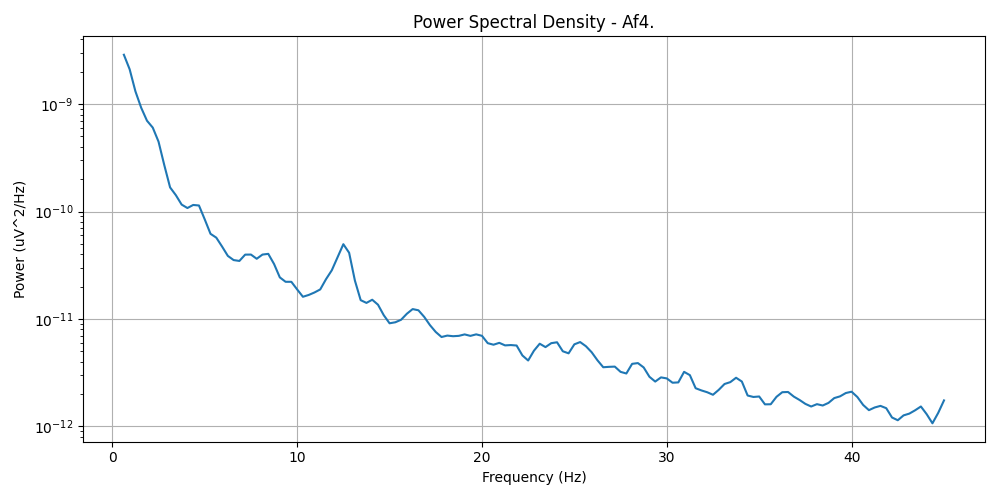 Power Spectral Density - Af4.
Power (uV^2/Hz)
10⁻⁹
10⁻¹⁰
10⁻¹¹
10⁻¹²
0 10 20 30 40
Frequency (Hz)